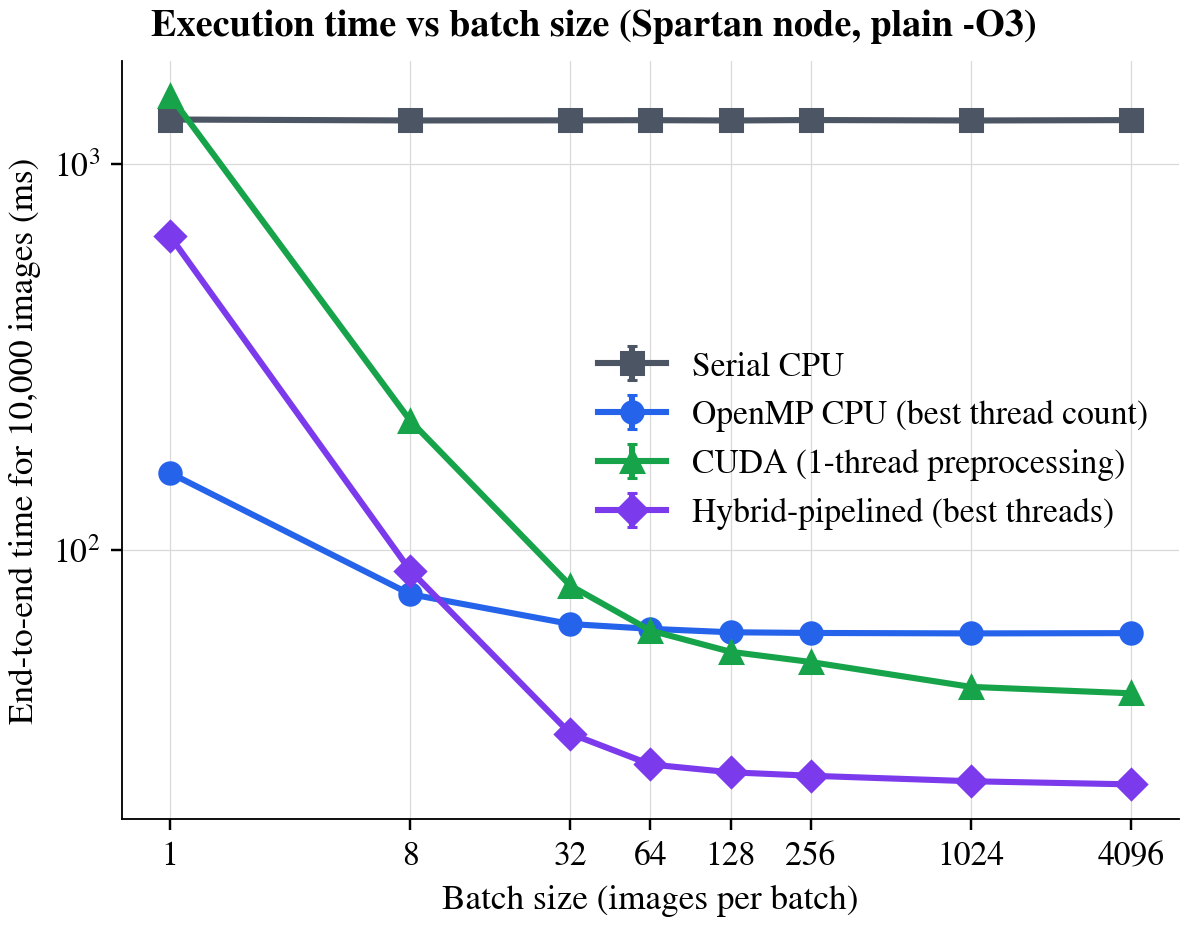 Execution time vs batch size (Spartan node, plain -O3)
End-to-end time for 10,000 images (ms)
10³
10²
Serial CPU
OpenMP CPU (best thread count)
CUDA (1-thread preprocessing)
Hybrid-pipelined (best threads)
1 8 32 64 128 256 1024 4096
Batch size (images per batch)